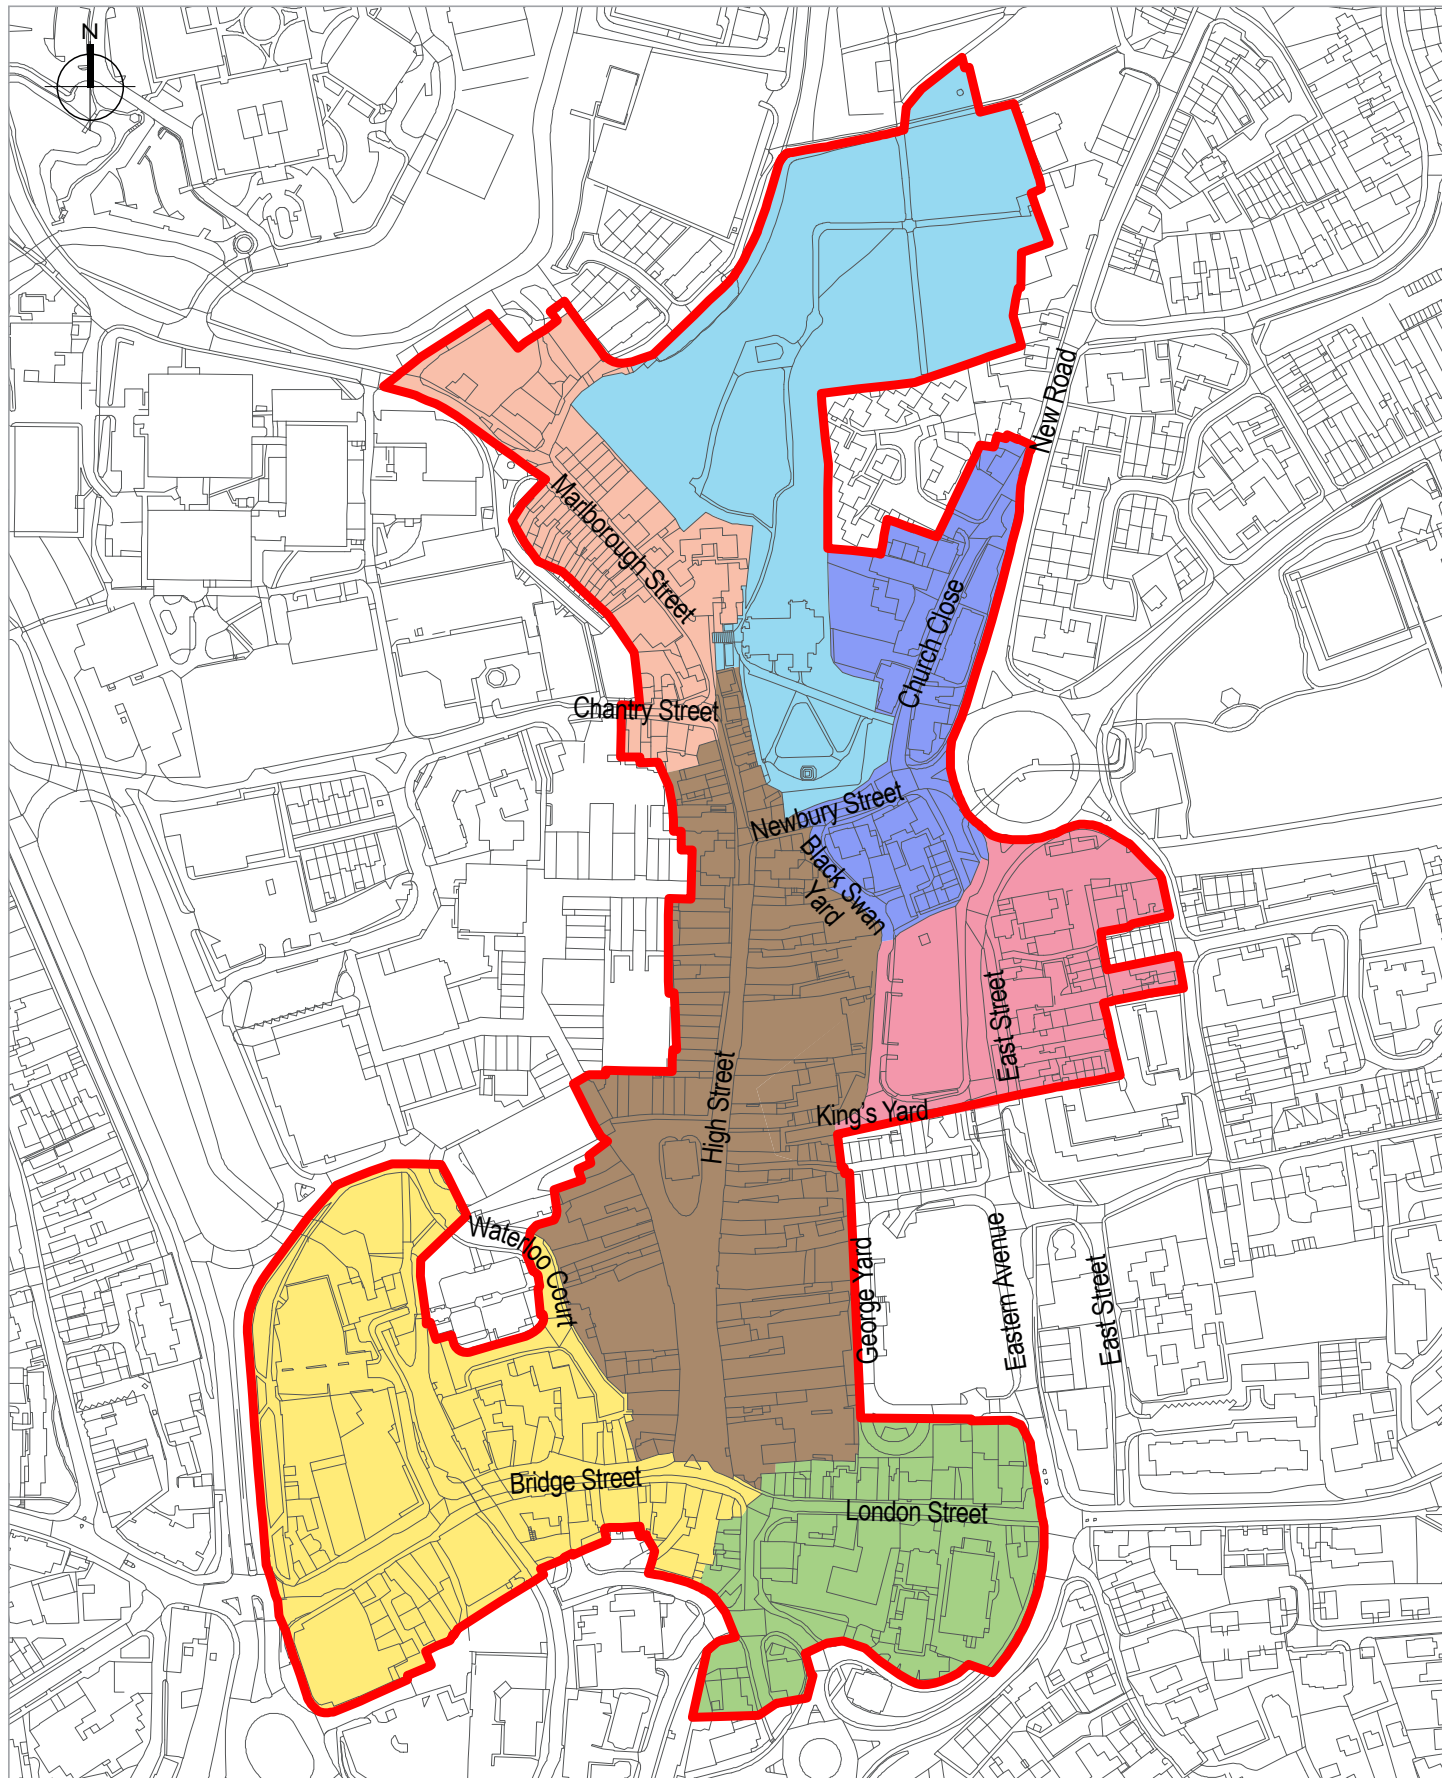 N
New Road
Marlborough Street
Church Close
Chantry Street
Newbury Street
Black Swan
Yard
East Street
High Street
King's Yard
Waterloo Court
George Yard
Eastern Avenue
East Street
Bridge Street
London Street